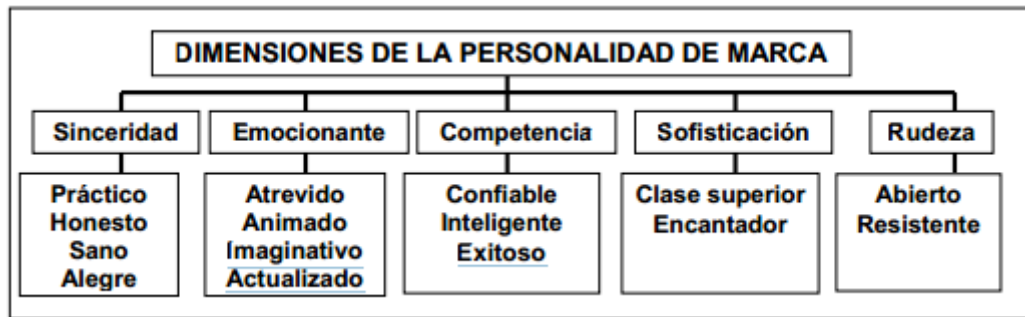 DIMENSIONES DE LA PERSONALIDAD DE MARCA
Sinceridad
Emocionante
Competencia
Sofisticación
Rudeza
Práctico
Honesto
Sano
Alegre
Atrevido
Animado
Imaginativo
Actualizado
Confiable
Inteligente
Exitoso
Clase superior
Encantador
Abierto
Resistente